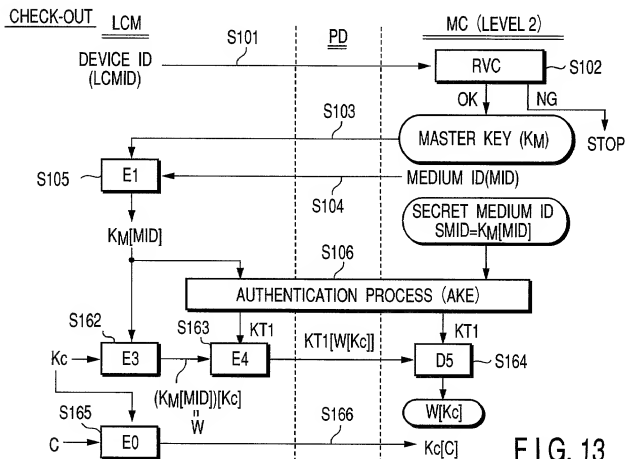 CHECK-OUT
LCM
PD
MC (LEVEL 2)
DEVICE ID
(LCMID)
S101
RVC
S102
OK
NG
STOP
S103
MASTER KEY (KM)
S105
E1
MEDIUM ID(MID)
S104
SECRET MEDIUM ID
SMID=KM[MID]
KM[MID]
S106
AUTHENTICATION PROCESS (AKE)
S162
S163
KT1
KT1
Kc
E3
E4
KT1[W[Kc]]
D5
S164
(KM[MID])[Kc]
=
W
W[Kc]
S165
S166
C
E0
Kc[C]
FIG. 13